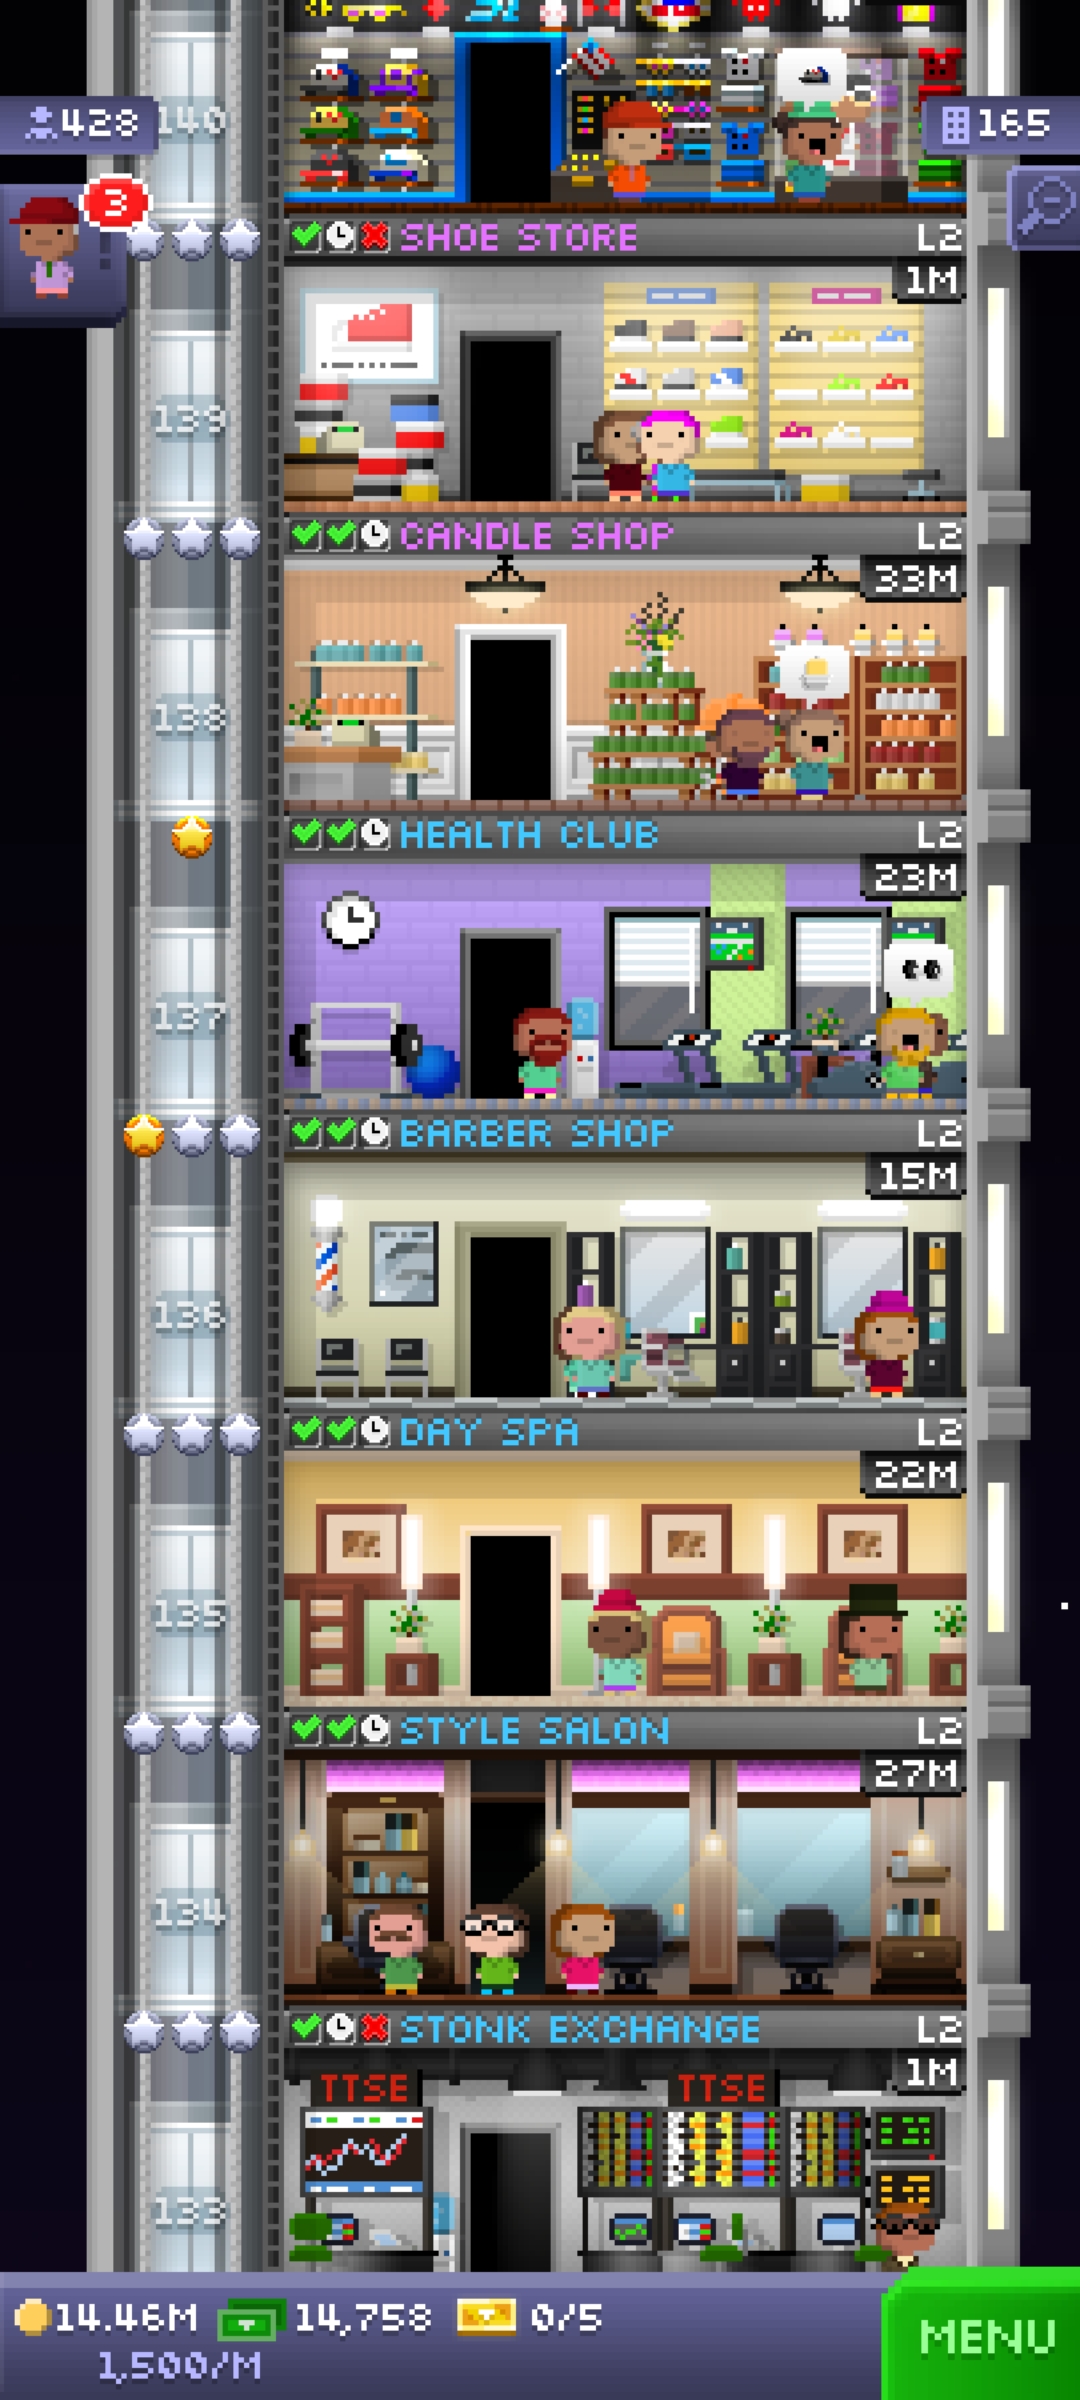 428
140
165
3
SHOE STORE L2
1M
139
CANDLE SHOP L2
33M
138
HEALTH CLUB L2
23M
137
BARBER SHOP L2
15M
136
DAY SPA L2
22M
135
STYLE SALON L2
27M
134
STONK EXCHANGE L2
1M
TTSE TTSE
133
14.46M 14,758 0/5
1,500/M
MENU